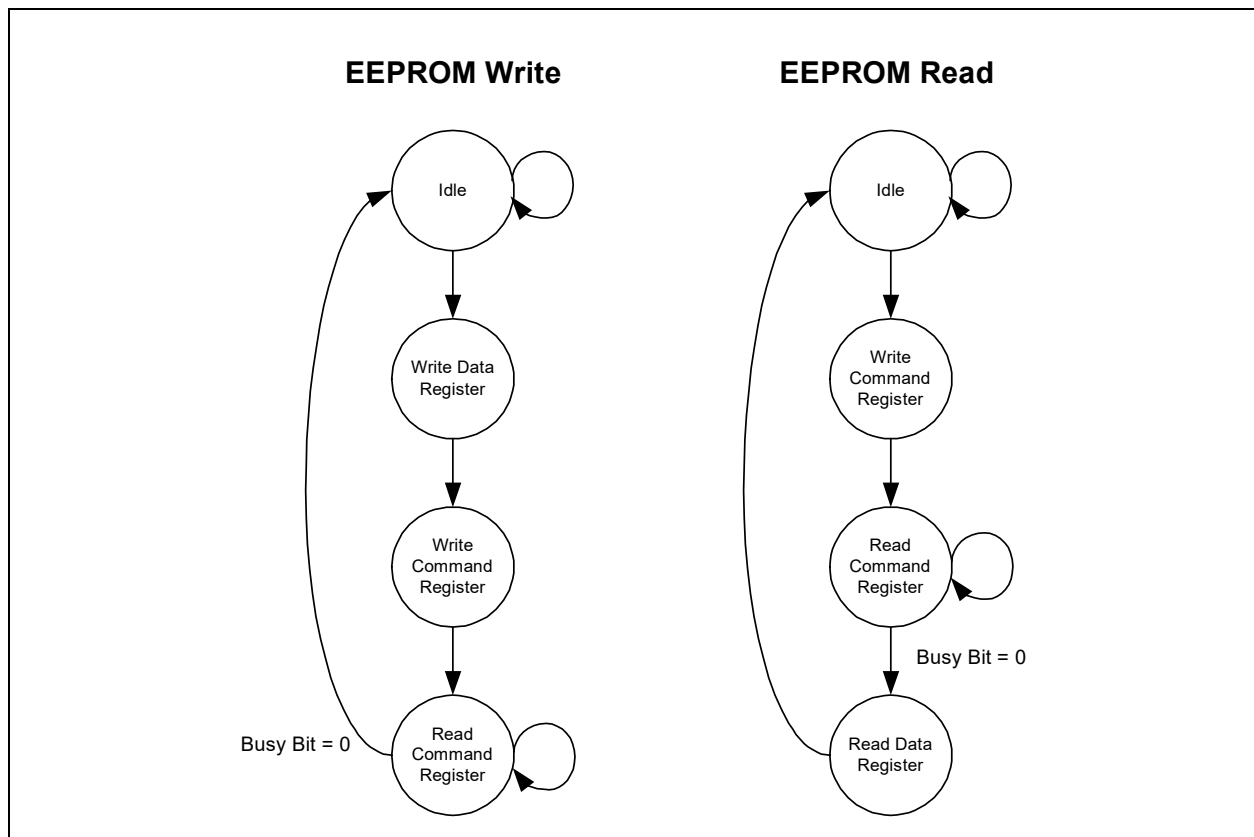 EEPROM Write
Idle
Write Data
Register
Write
Command
Register
Read
Command
Register
Busy Bit = 0
EEPROM Read
Idle
Write
Command
Register
Read
Command
Register
Busy Bit = 0
Read Data
Register